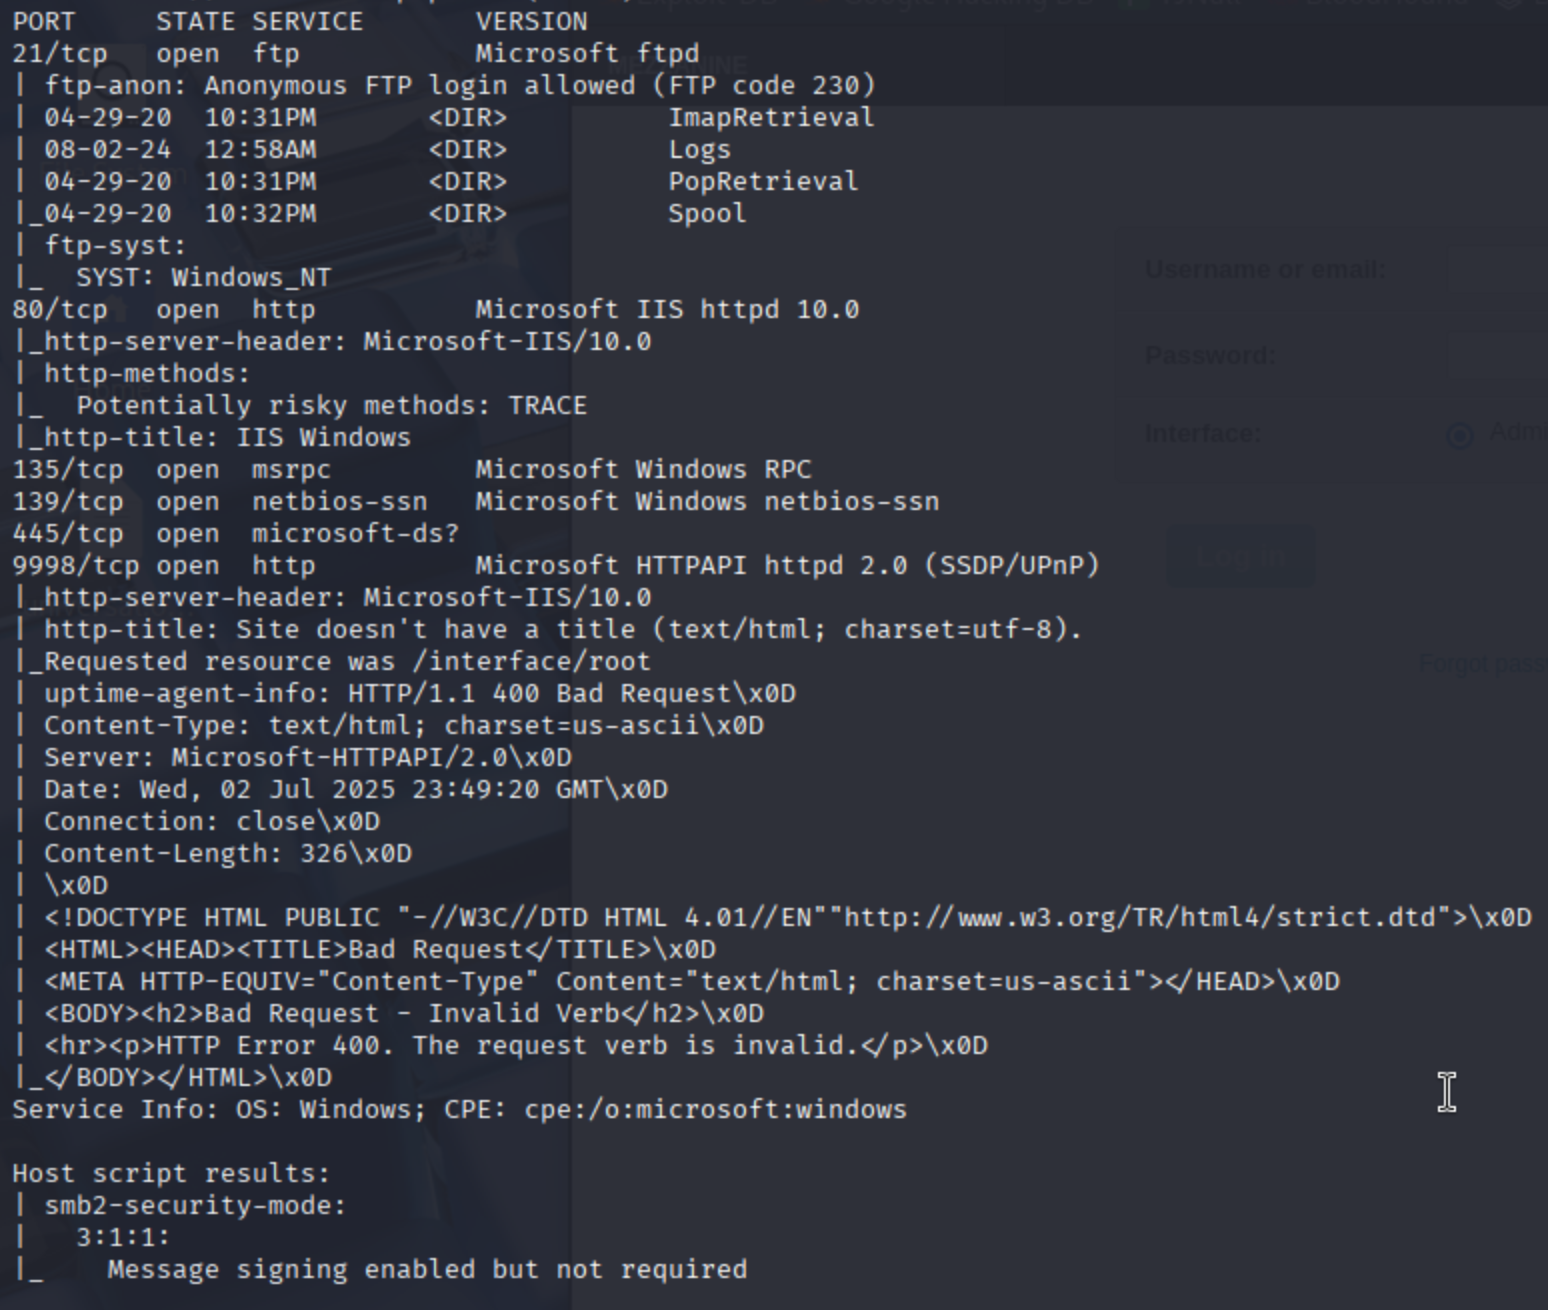 PORT     STATE SERVICE       VERSION
21/tcp   open  ftp           Microsoft ftpd
| ftp-anon: Anonymous FTP login allowed (FTP code 230)
| 04-29-20  10:31PM       <DIR>          ImapRetrieval
| 08-02-24  12:58AM       <DIR>          Logs
| 04-29-20  10:31PM       <DIR>          PopRetrieval
|_04-29-20  10:32PM       <DIR>          Spool
| ftp-syst:
|_  SYST: Windows_NT
80/tcp   open  http          Microsoft IIS httpd 10.0
|_http-server-header: Microsoft-IIS/10.0
| http-methods:
|_  Potentially risky methods: TRACE
|_http-title: IIS Windows
135/tcp  open  msrpc         Microsoft Windows RPC
139/tcp  open  netbios-ssn   Microsoft Windows netbios-ssn
445/tcp  open  microsoft-ds?
9998/tcp open  http          Microsoft HTTPAPI httpd 2.0 (SSDP/UPnP)
|_http-server-header: Microsoft-IIS/10.0
| http-title: Site doesn't have a title (text/html; charset=utf-8).
|_Requested resource was /interface/root
| uptime-agent-info: HTTP/1.1 400 Bad Request\x0D
| Content-Type: text/html; charset=us-ascii\x0D
| Server: Microsoft-HTTPAPI/2.0\x0D
| Date: Wed, 02 Jul 2025 23:49:20 GMT\x0D
| Connection: close\x0D
| Content-Length: 326\x0D
| \x0D
| <!DOCTYPE HTML PUBLIC "-//W3C//DTD HTML 4.01//EN""http://www.w3.org/TR/html4/strict.dtd">\x0D
| <HTML><HEAD><TITLE>Bad Request</TITLE>\x0D
| <META HTTP-EQUIV="Content-Type" Content="text/html; charset=us-ascii"></HEAD>\x0D
| <BODY><h2>Bad Request - Invalid Verb</h2>\x0D
| <hr><p>HTTP Error 400. The request verb is invalid.</p>\x0D
|_</BODY></HTML>\x0D
Service Info: OS: Windows; CPE: cpe:/o:microsoft:windows
Host script results:
| smb2-security-mode:
|   3:1:1:
|_    Message signing enabled but not required
Username or email:
Password:
Interface:
Log In
Forgot pass